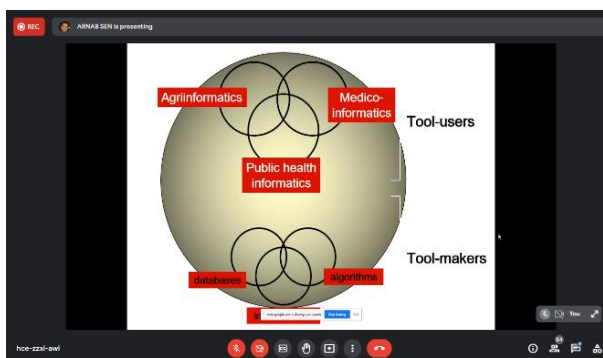 REC
ARNAB SEN is presenting
Agriinformatics
Medico-
informatics
Tool-users
Public health
informatics
Tool-makers
databases
algorithms
Stop sharing
You
hce-zzxi-awi
64